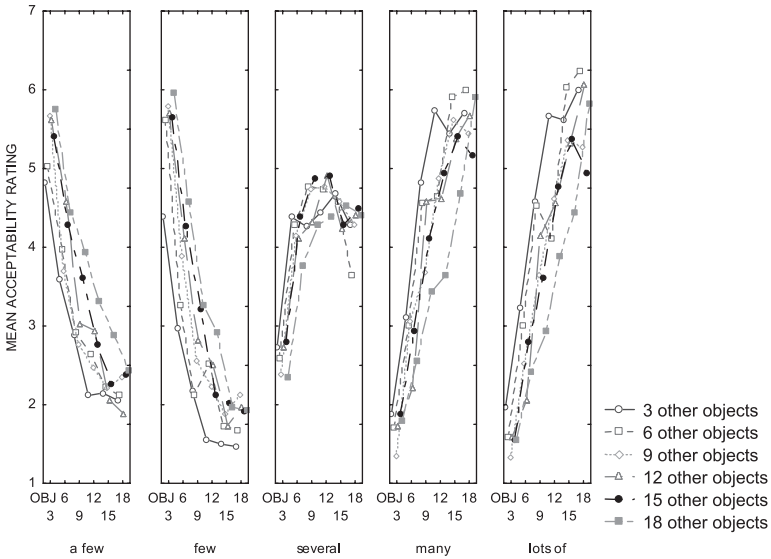 MEAN ACCEPTABILITY RATING
7
6
5
4
3
2
1
OBJ 6 12 18
3 9 15
a few
OBJ 6 12 18
3 9 15
few
OBJ 6 12 18
3 9 15
several
OBJ 6 12 18
3 9 15
many
OBJ 6 12 18
3 9 15
lots of
3 other objects
6 other objects
9 other objects
12 other objects
15 other objects
18 other objects